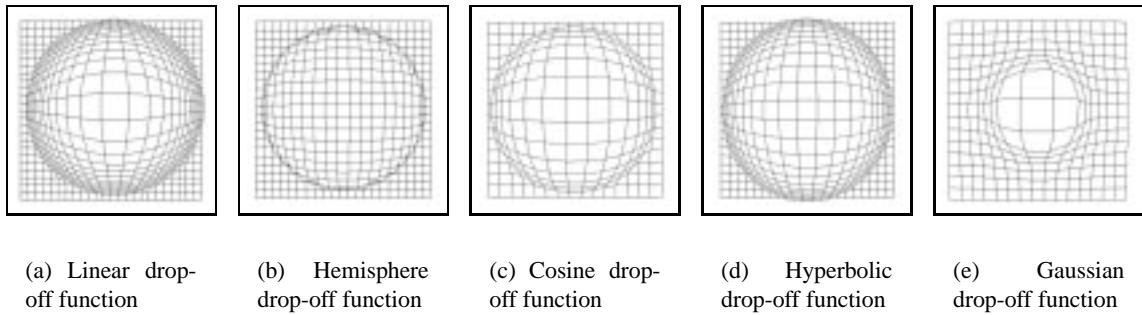 (a) Linear drop-
off function
(b) Hemisphere
drop-off function
(c) Cosine drop-
off function
(d) Hyperbolic
drop-off function
(e) Gaussian
drop-off function